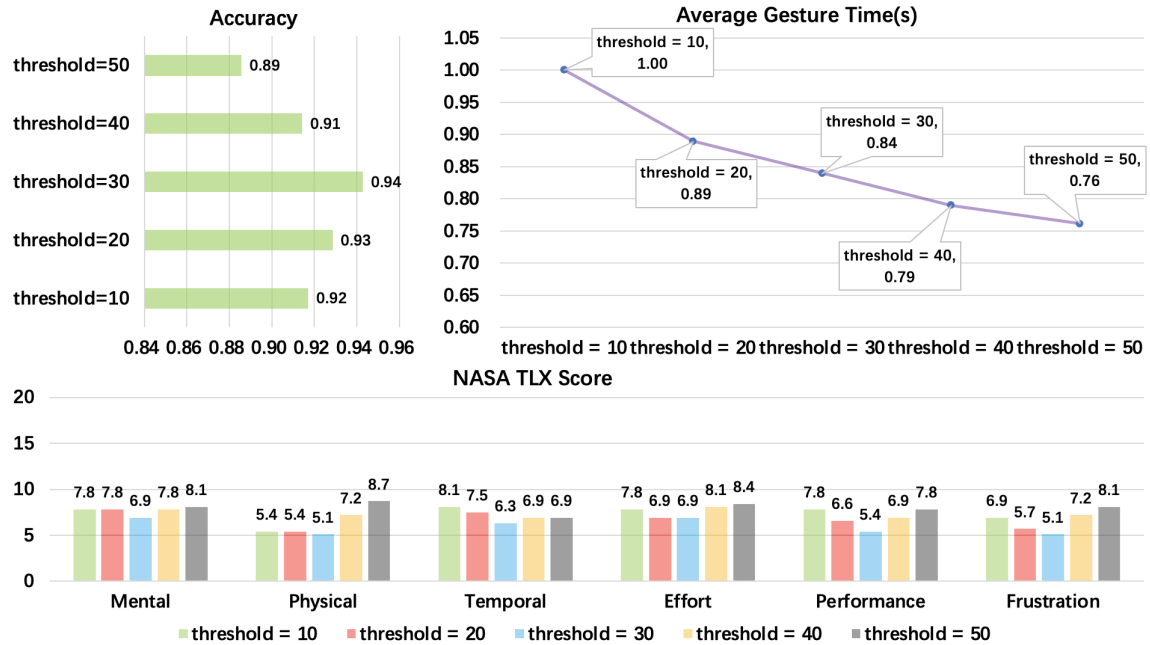 Accuracy
threshold=50
0.89
threshold=40
0.91
threshold=30
0.94
threshold=20
0.93
threshold=10
0.92
0.84 0.86 0.88 0.90 0.92 0.94 0.96
Average Gesture Time(s)
1.05
1.00
0.95
0.90
0.85
0.80
0.75
0.70
0.65
0.60
threshold = 10,
1.00
threshold = 20,
0.89
threshold = 30,
0.84
threshold = 40,
0.79
threshold = 50,
0.76
threshold = 10 threshold = 20 threshold = 30 threshold = 40 threshold = 50
NASA TLX Score
20
15
10
5
0
7.8 7.8 6.9 7.8 8.1
5.4 5.4 5.1 7.2 8.7
8.1 7.5 6.3 6.9 6.9
7.8 6.9 6.9 8.1 8.4
7.8 6.6 5.4 6.9 7.8
6.9 5.7 5.1 7.2 8.1
Mental Physical Temporal Effort Performance Frustration
threshold = 10 threshold = 20 threshold = 30 threshold = 40 threshold = 50